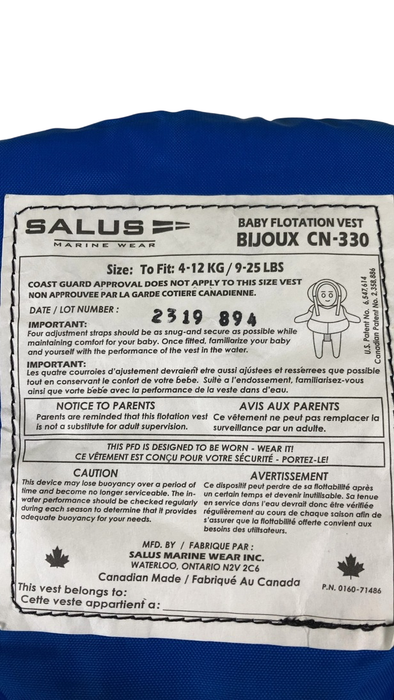 SALUS
MARINE WEAR
BABY FLOTATION VEST
BIJOUX CN-330
Size: To Fit: 4-12 KG / 9-25 LBS
COAST GUARD APPROVAL DOES NOT APPLY TO THIS SIZE VEST
NON APPROUVEE PAR LA GARDE COTIERE CANADIENNE.
DATE / LOT NUMBER : 2319 894
U.S. Patent No. 6,547,614
Canadian Patent No. 2,358,886
IMPORTANT:
Four adjustment straps should be as snug-and secure as possible while
maintaining comfort for your baby. Once fitted, familiarize your baby
and yourself with the performance of the vest in the water.
IMPORTANT:
Les quatre courroies d'ajustement devraient etre aussi ajustees et resserrees que possible
tout en conservant le confort de votre bebe. Suite a l'endossement, familiarisez-vous
ainsi que vorte bebe avec la performance de la veste dans d'eau.
NOTICE TO PARENTS
Parents are reminded that this flotation vest
is not a substitute for adult supervision.
AVIS AUX PARENTS
Ce vêtement ne peut pas remplacer la
surveillance par un adulte.
THIS PFD IS DESIGNED TO BE WORN - WEAR IT!
CE VÊTEMENT EST CONÇU POUR VOTRE SÉCURITÉ - PORTEZ-LE!
CAUTION
This device may lose buoyancy over a period of
time and become no longer serviceable. The in-
water performance should be checked regularly
during each season to determine that it provides
adequate buoyancy for your needs.
AVERTISSEMENT
Ce dispositif peut perdre de sa flottabilité après
un certain temps et devenir inutilisable. Sa tenue
en service dans l'eau devrait donc être vérifiée
régulièrement au cours de chaque saison afin de
s'assurer que la flottabilité offerte convient aux
besoins des utilisateurs.
MFD. BY / FABRIQUE PAR :
SALUS MARINE WEAR INC.
WATERLOO, ONTARIO N2V 2C6
Canadian Made / Fabriqué Au Canada
P.N. 0160-71486
This vest belongs to:
Cette veste appartient a: